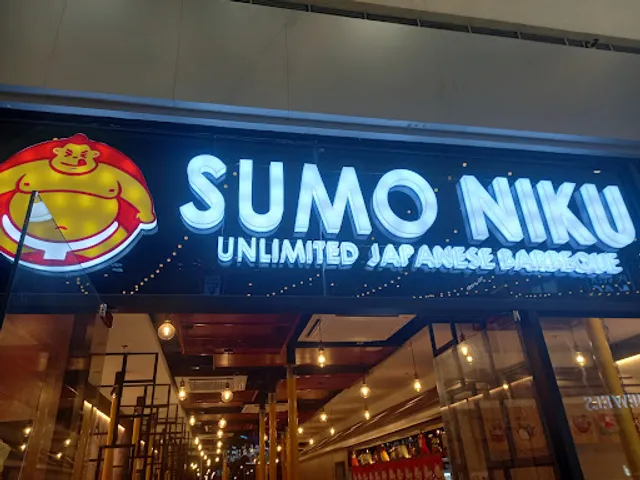 SUMO NIKU
UNLIMITED JAPANESE BARBEQUE